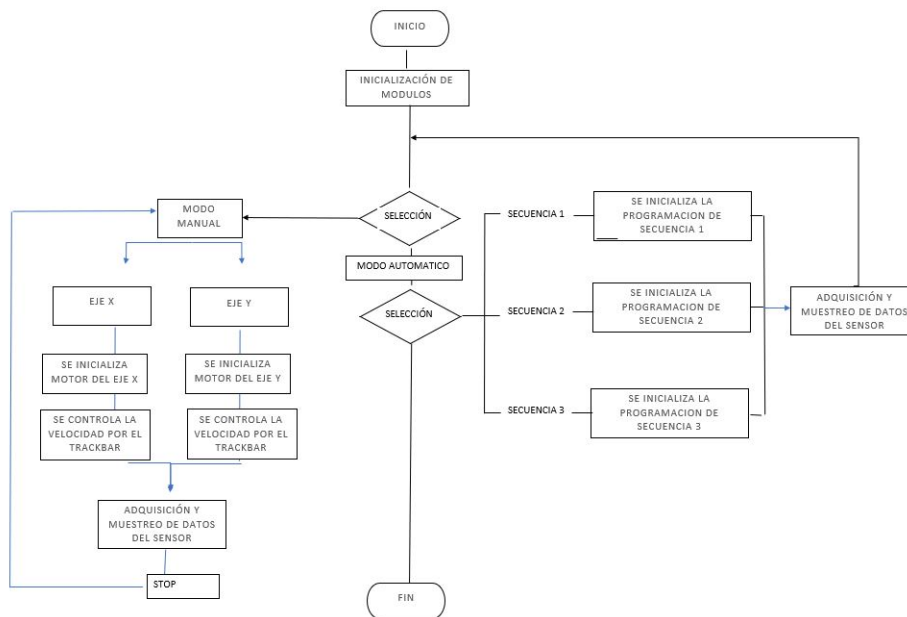 INICIO
INICIALIZACIÓN DE
MODULOS
SELECCIÓN
MODO
MANUAL
EJE X
EJE Y
SE INICIALIZA
MOTOR DEL EJE X
SE INICIALIZA
MOTOR DEL EJE Y
SE CONTROLA LA
VELOCIDAD POR EL
TRACKBAR
SE CONTROLA LA
VELOCIDAD POR EL
TRACKBAR
ADQUISICIÓN Y
MUESTREO DE DATOS
DEL SENSOR
STOP
MODO AUTOMATICO
SELECCIÓN
SECUENCIA 1
SE INICIALIZA LA
PROGRAMACION DE
SECUENCIA 1
SECUENCIA 2
SE INICIALIZA LA
PROGRAMACION DE
SECUENCIA 2
SECUENCIA 3
SE INICIALIZA LA
PROGRAMACION DE
SECUENCIA 3
ADQUISICIÓN Y
MUESTREO DE DATOS
DEL SENSOR
FIN